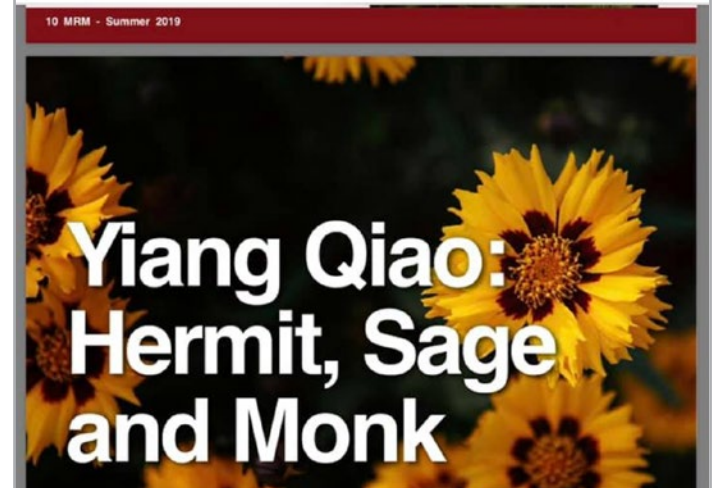 10 MRM - Summer 2019
Yiang Qiao:
Hermit, Sage
and Monk